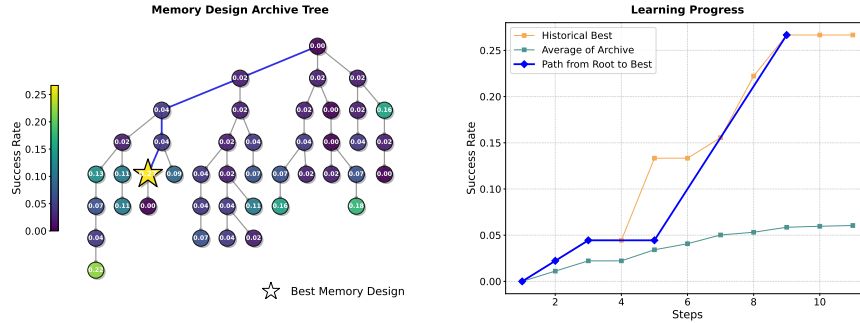 Memory Design Archive Tree
0.00
0.02 0.02 0.02
0.04 0.02 0.02 0.00 0.02 0.16
0.02 0.04 0.04 0.04 0.04 0.00 0.04 0.02
0.13 0.11 0.09 0.04 0.02 0.07 0.07 0.02 0.02 0.07 0.00
0.07 0.11 0.00 0.04 0.04 0.11 0.16 0.18
0.04 0.07 0.04 0.02
0.22
Success Rate
0.25
0.20
0.15
0.10
0.05
0.00
Best Memory Design
Learning Progress
Historical Best
Average of Archive
Path from Root to Best
Success Rate
0.25
0.20
0.15
0.10
0.05
0.00
2 4 6 8 10
Steps